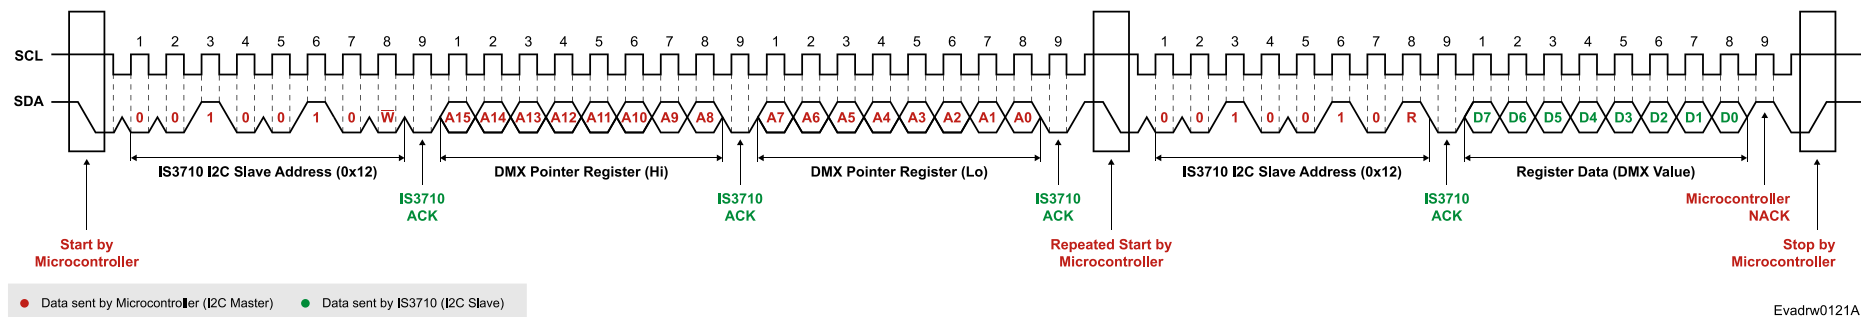 1 2 3 4 5 6 7 8 9 1 2 3 4 5 6 7 8 9 1 2 3 4 5 6 7 8 9 1 2 3 4 5 6 7 8 9 1 2 3 4 5 6 7 8 9
SCL
SDA
0 0 1 0 0 1 0 W̅ A15 A14 A13 A12 A11 A10 A9 A8 A7 A6 A5 A4 A3 A2 A1 A0 0 0 1 0 0 1 0 R D7 D6 D5 D4 D3 D2 D1 D0
IS3710 I2C Slave Address (0x12) DMX Pointer Register (Hi) DMX Pointer Register (Lo) IS3710 I2C Slave Address (0x12) Register Data (DMX Value)
IS3710
ACK
IS3710
ACK
IS3710
ACK
IS3710
ACK
Microcontroller
NACK
Start by
Microcontroller
Repeated Start by
Microcontroller
Stop by
Microcontroller
Data sent by Microcontroller (I2C Master) Data sent by IS3710 (I2C Slave)
Evadrw0121A